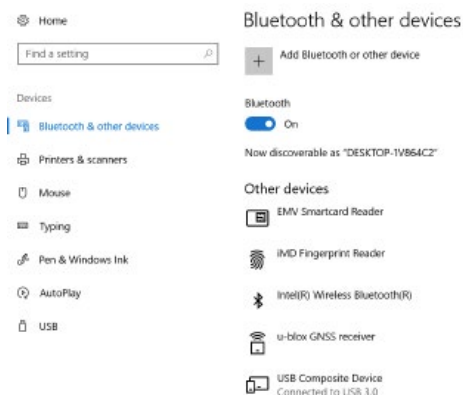 Home
Find a setting
Devices
Bluetooth & other devices
Printers & scanners
Mouse
Typing
Pen & Windows Ink
AutoPlay
USB
Bluetooth & other devices
Add Bluetooth or other device
Bluetooth
On
Now discoverable as "DESKTOP-1V864C2"
Other devices
EMV Smartcard Reader
iMD Fingerprint Reader
Intel(R) Wireless Bluetooth(R)
u-blox GNSS receiver
USB Composite Device
Connected to USB 3.0